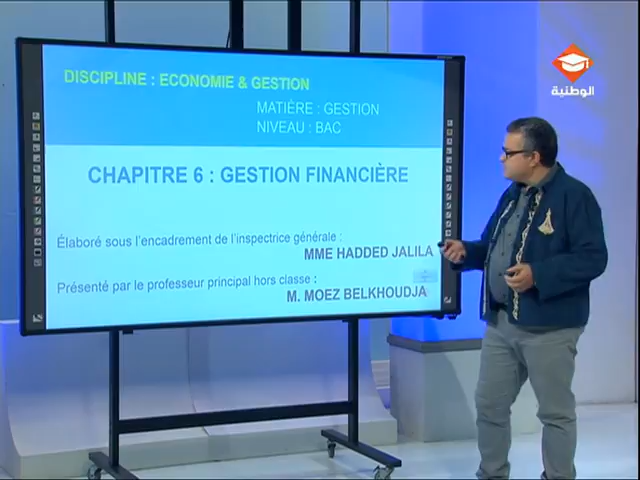 DISCIPLINE : ECONOMIE & GESTION
MATIÈRE : GESTION
NIVEAU : BAC
CHAPITRE 6 : GESTION FINANCIÈRE
Élaboré sous l'encadrement de l'inspectrice générale :
MME HADDED JALILA
Présenté par le professeur principal hors classe :
M. MOEZ BELKHOUDJA
الوطنية